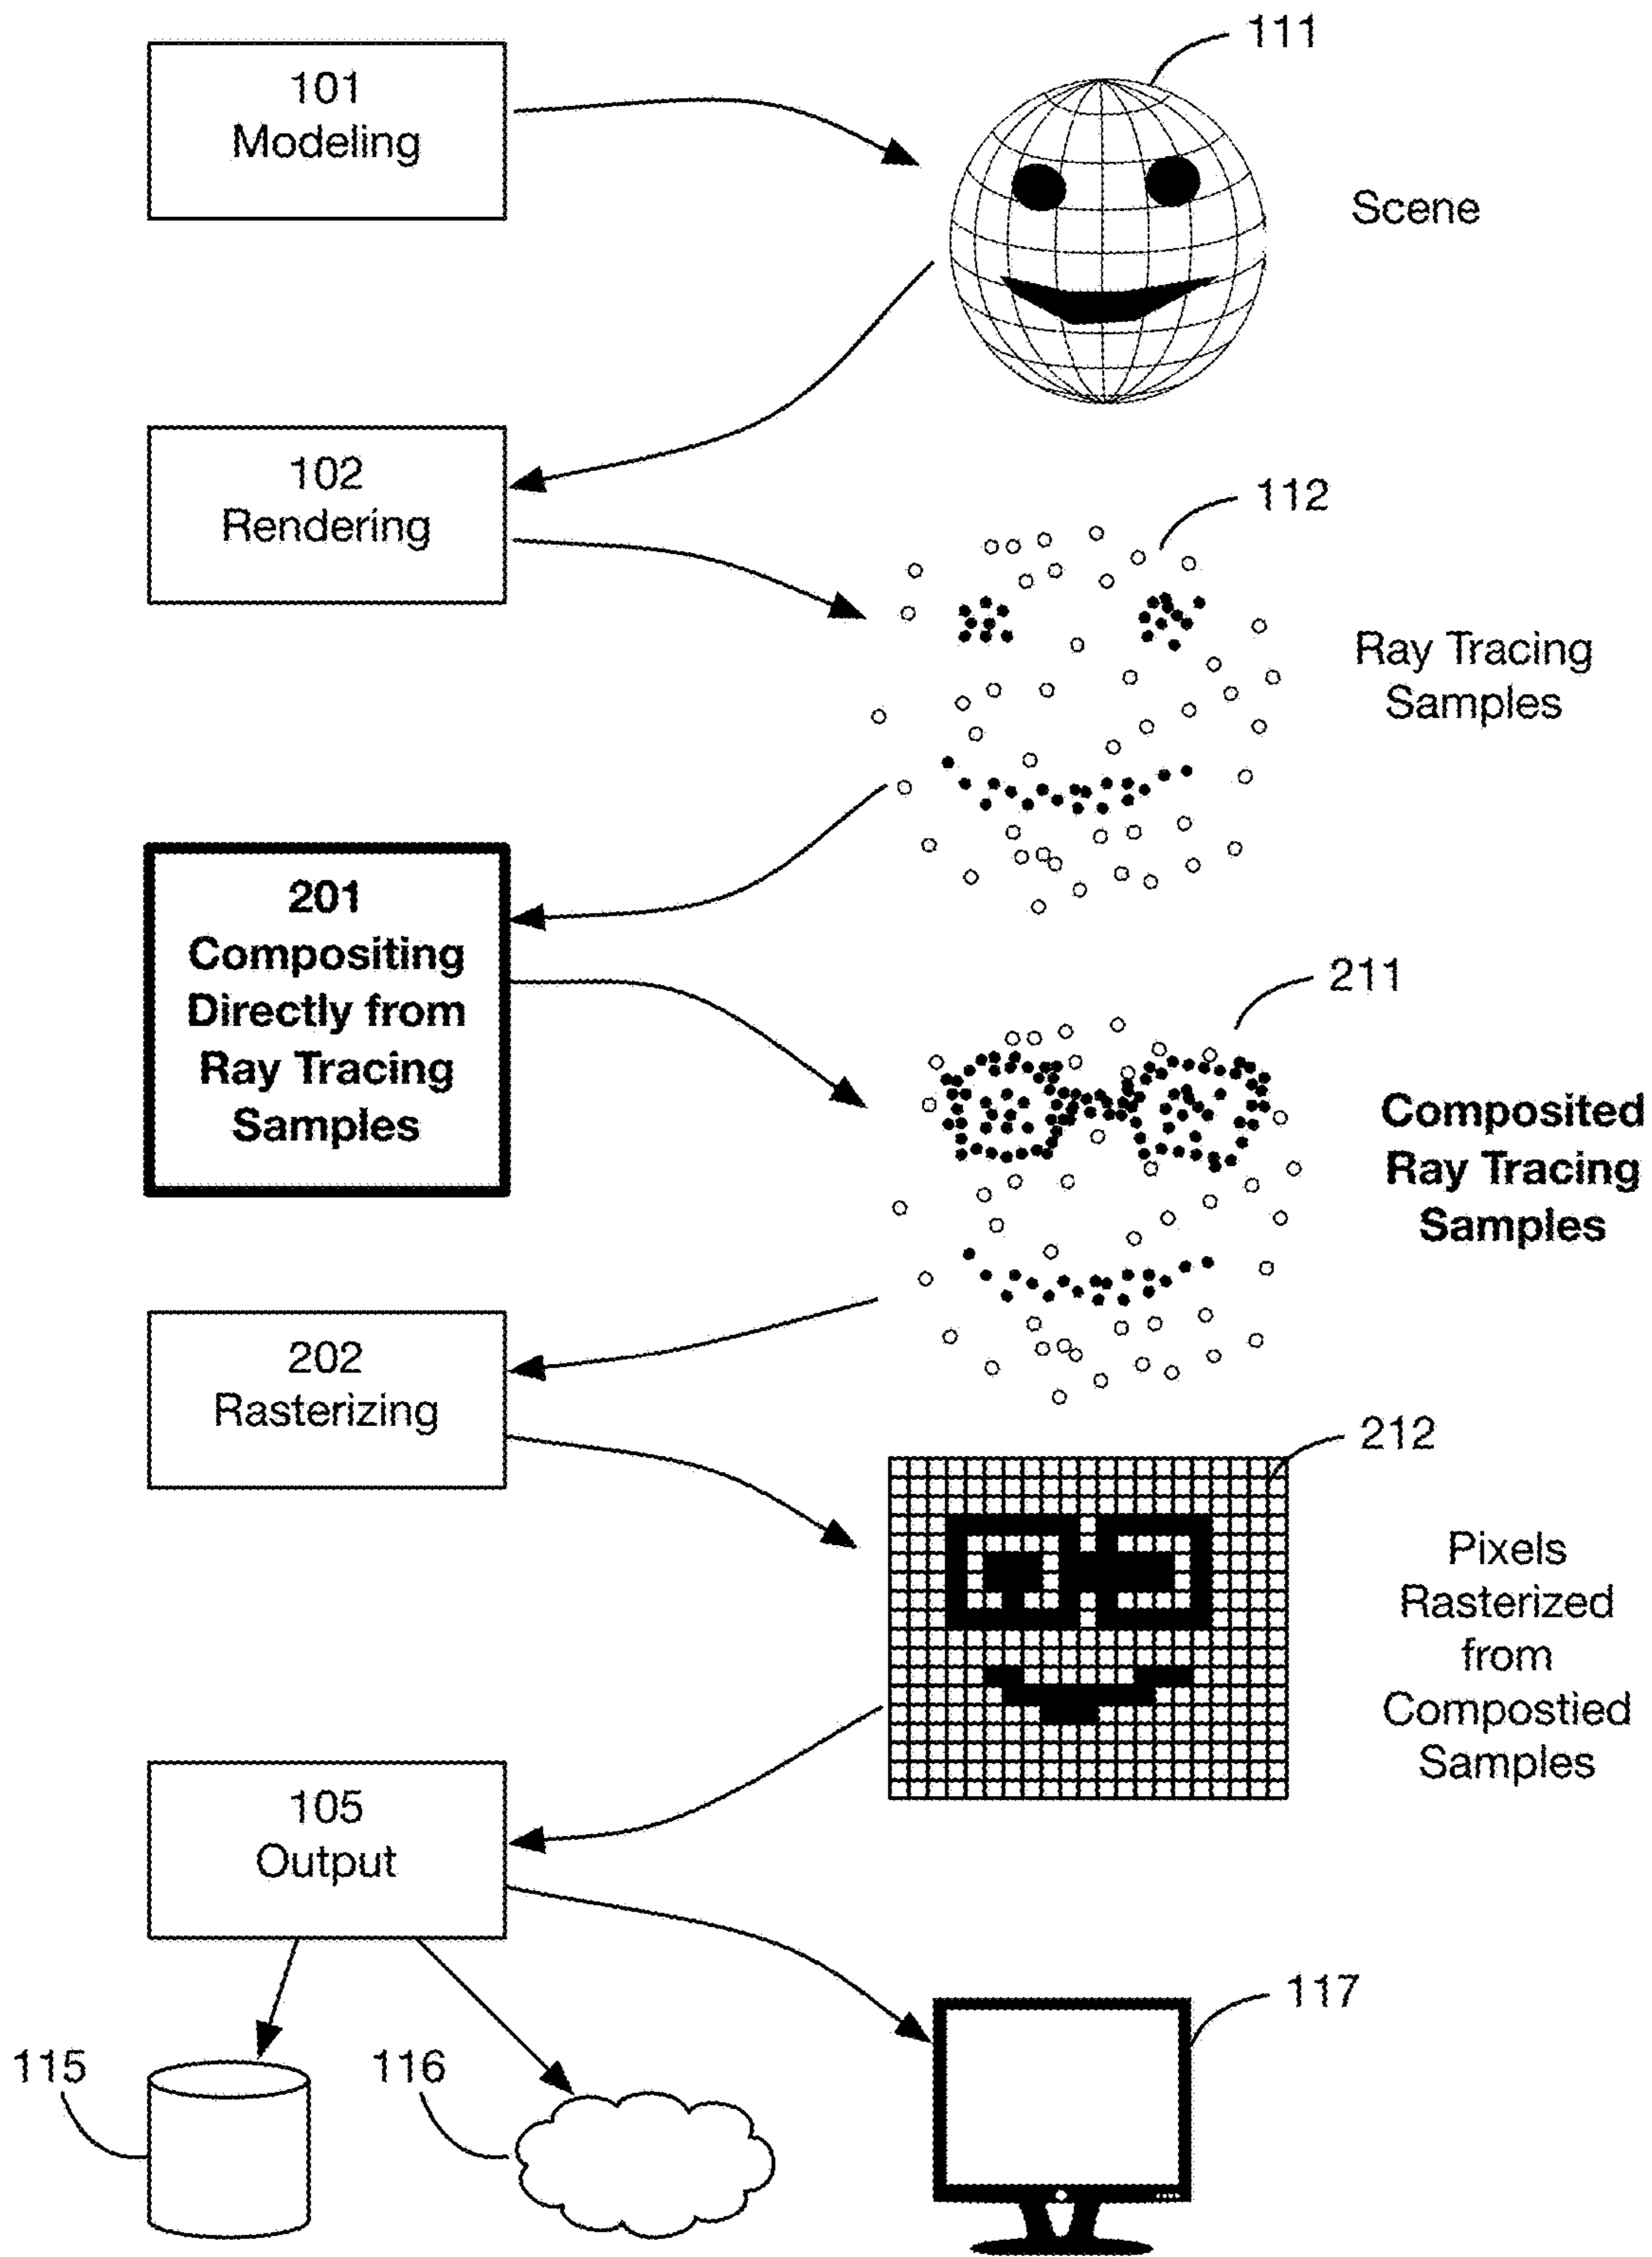 111
101
Modeling
Scene
102
Rendering
112
Ray Tracing
Samples
201
Compositing
Directly from
Ray Tracing
Samples
211
Composited
Ray Tracing
Samples
202
Rasterizing
212
Pixels
Rasterized
from
Compostied
Samples
105
Output
117
115
116